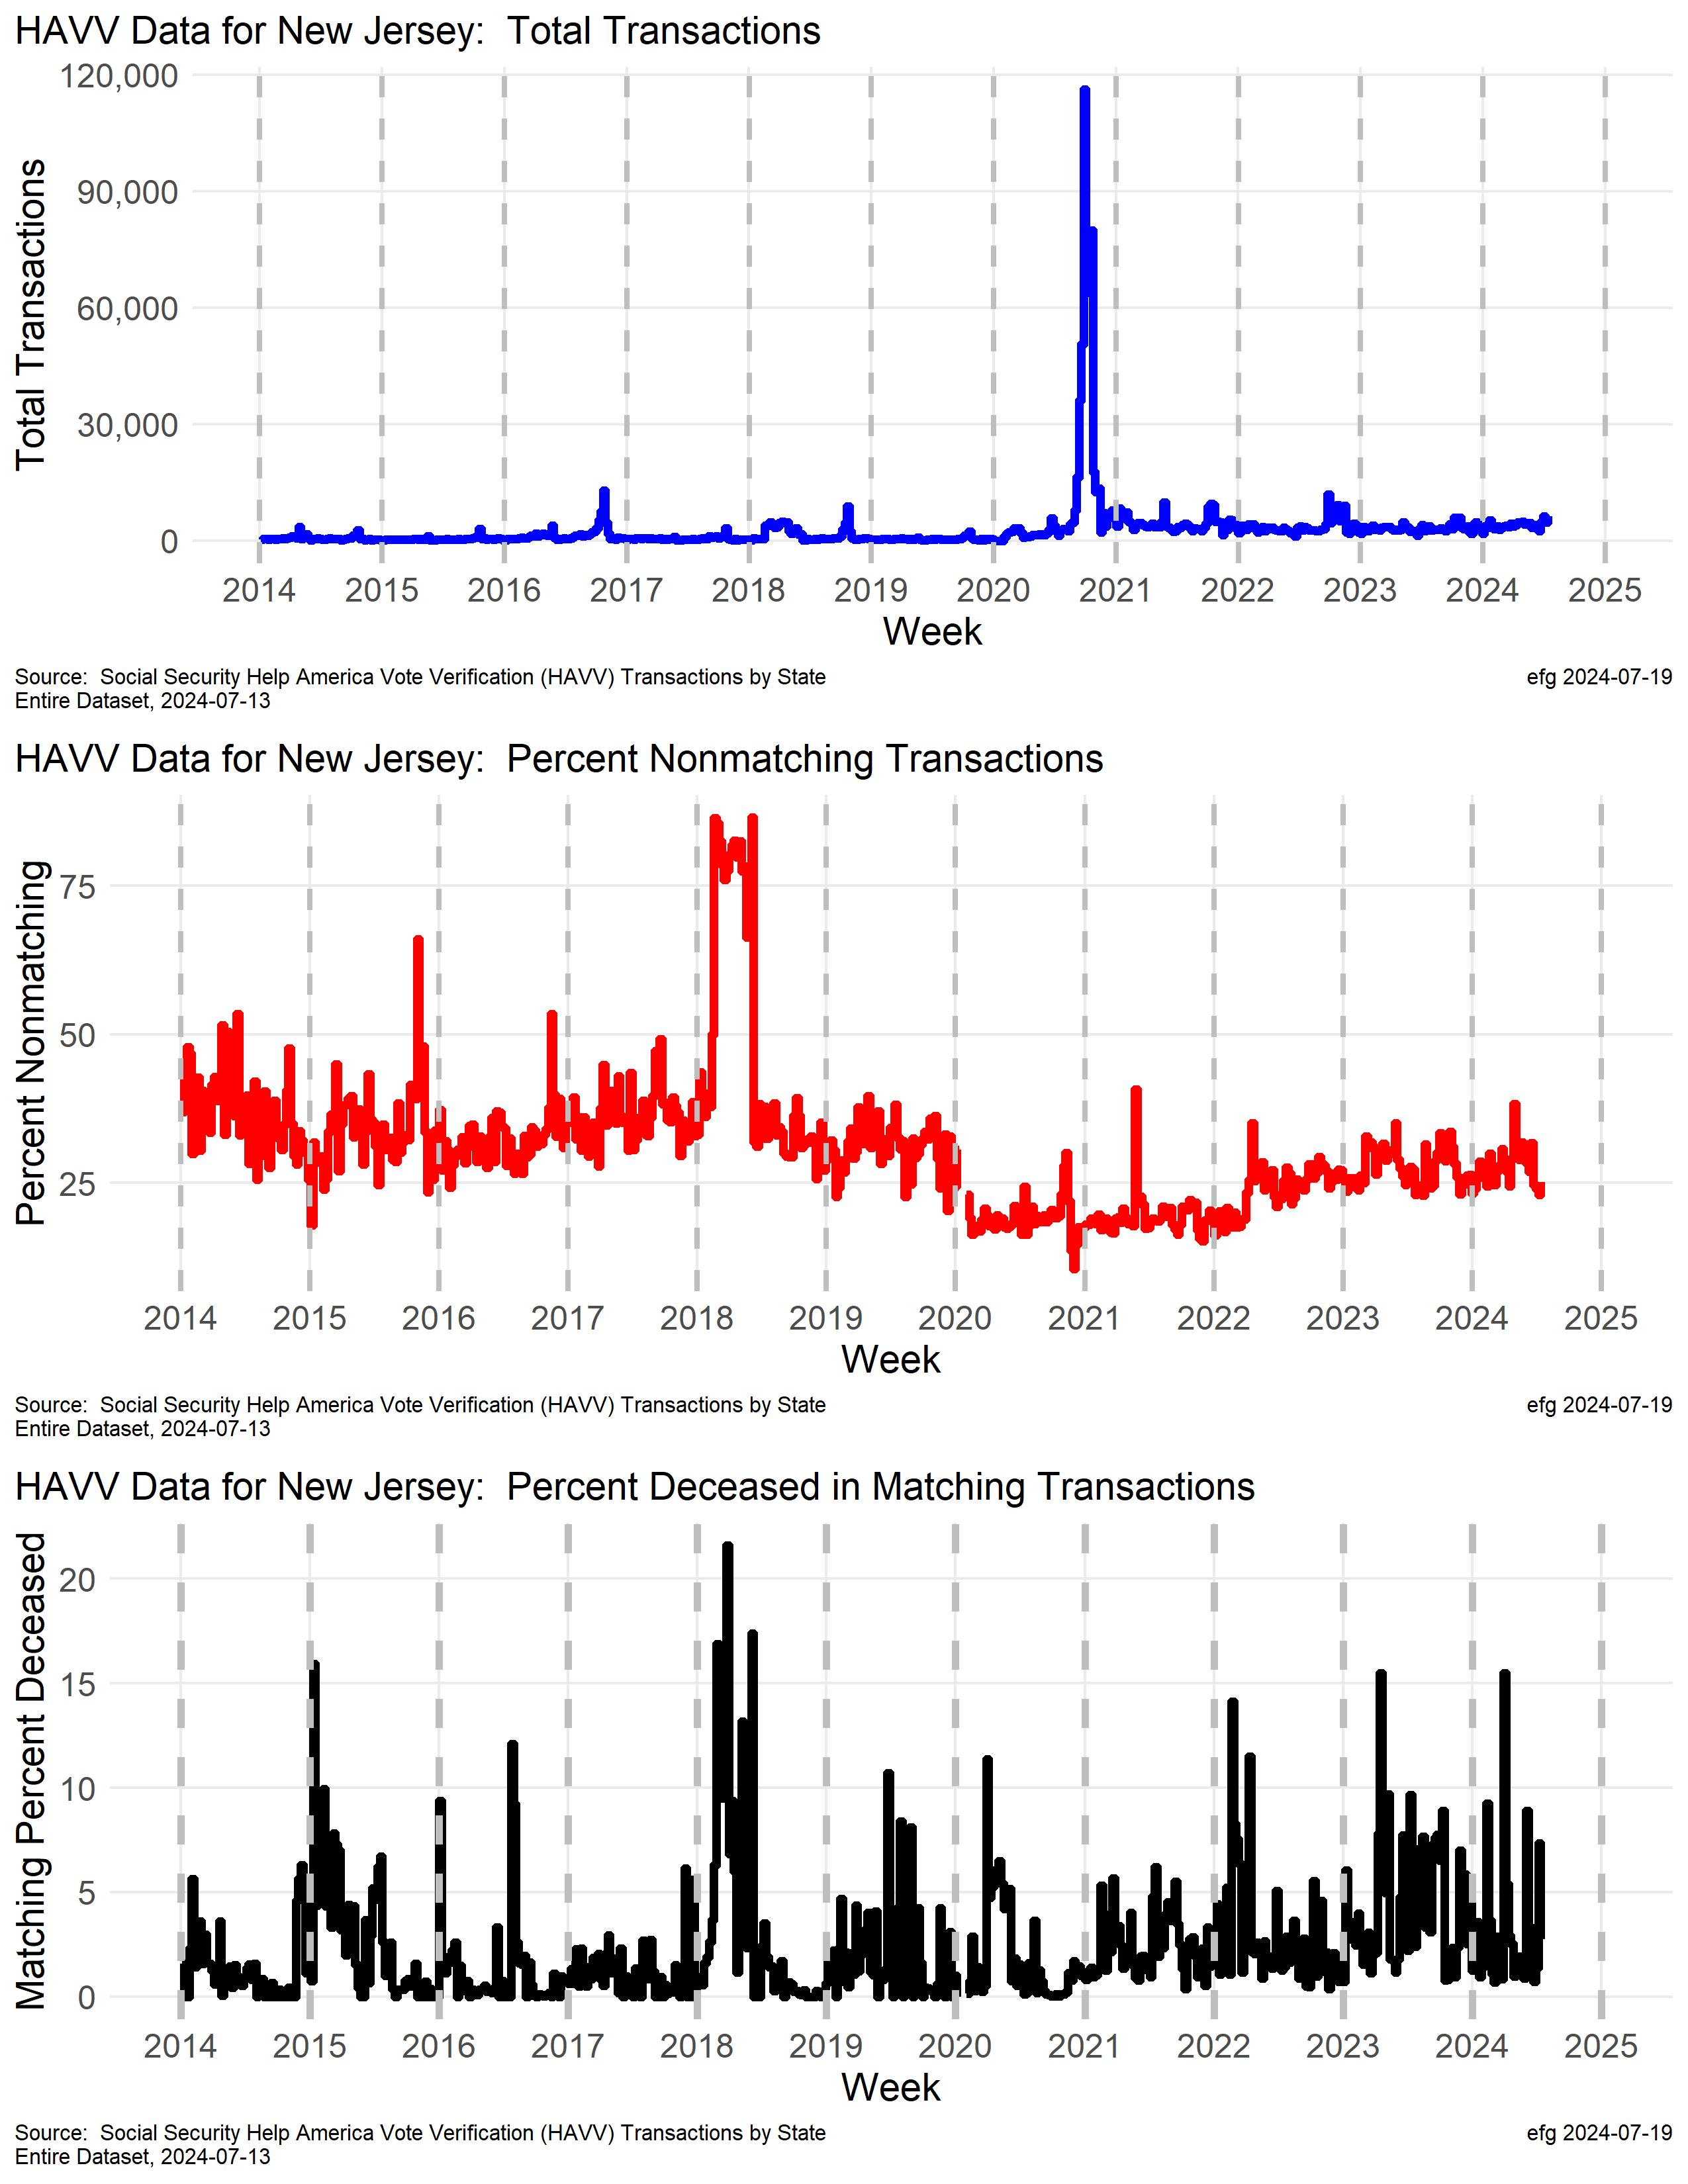 HAVV Data for New Jersey:  Total Transactions
Total Transactions
120,000
90,000
60,000
30,000
0
2014 2015 2016 2017 2018 2019 2020 2021 2022 2023 2024 2025
Week
Source:  Social Security Help America Vote Verification (HAVV) Transactions by State
Entire Dataset, 2024-07-13
efg 2024-07-19
HAVV Data for New Jersey:  Percent Nonmatching Transactions
Percent Nonmatching
75
50
25
2014 2015 2016 2017 2018 2019 2020 2021 2022 2023 2024 2025
Week
Source:  Social Security Help America Vote Verification (HAVV) Transactions by State
Entire Dataset, 2024-07-13
efg 2024-07-19
HAVV Data for New Jersey:  Percent Deceased in Matching Transactions
Matching Percent Deceased
20
15
10
5
0
2014 2015 2016 2017 2018 2019 2020 2021 2022 2023 2024 2025
Week
Source:  Social Security Help America Vote Verification (HAVV) Transactions by State
Entire Dataset, 2024-07-13
efg 2024-07-19